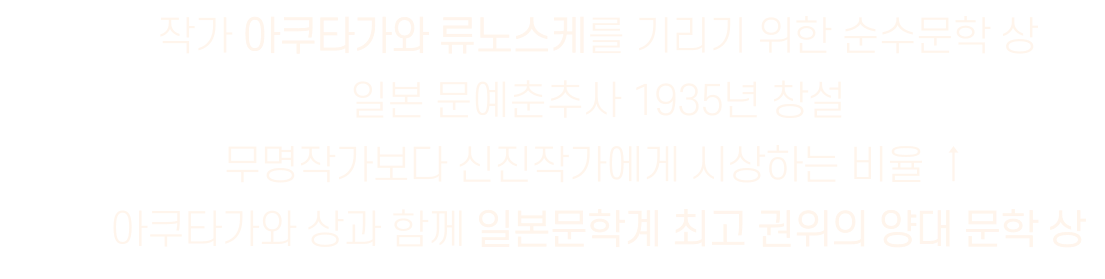 작가 아쿠타가와 류노스케를 기리기 위한 순수문학 상
일본 문예춘추사 1935년 창설
무명작가보다 신진작가에게 시상하는 비율 ↑
아쿠타가와 상과 함께 일본문학계 최고 권위의 양대 문학 상